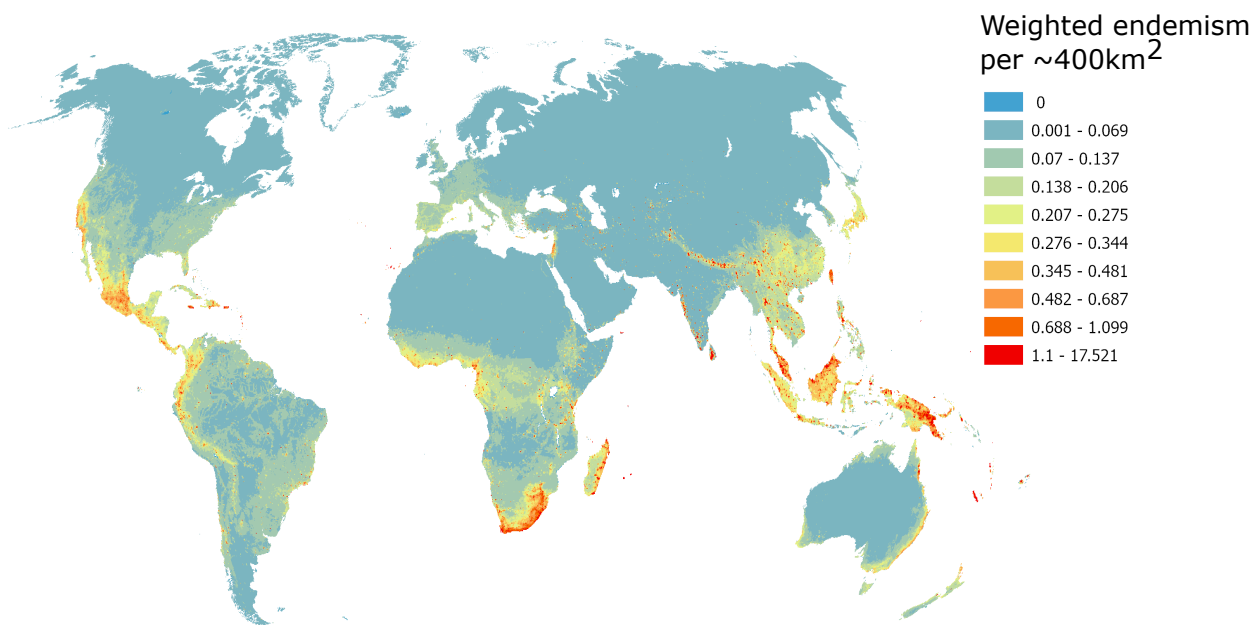 Weighted endemism
per ~400km²
0
0.001 - 0.069
0.07 - 0.137
0.138 - 0.206
0.207 - 0.275
0.276 - 0.344
0.345 - 0.481
0.482 - 0.687
0.688 - 1.099
1.1 - 17.521